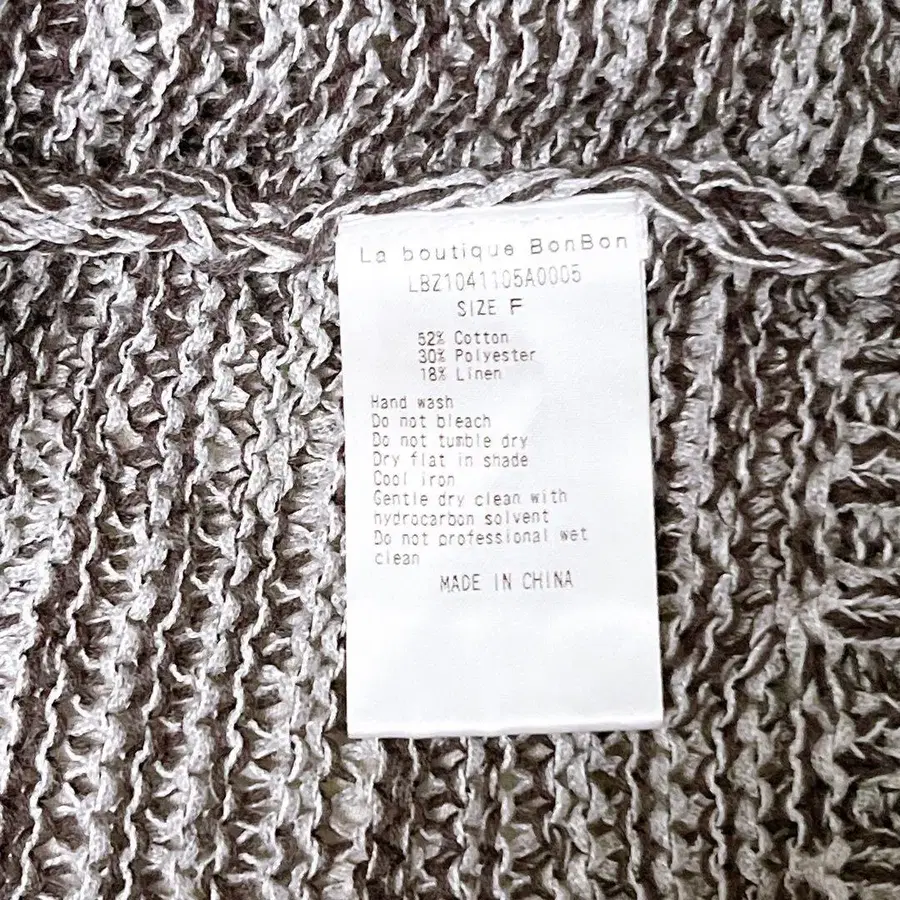 La boutique BonBon
LBZ1041105A0005
SIZE F
52% Cotton
30% Polyester
18% Linen
Hand wash
Do not bleach
Do not tumble dry
Dry flat in shade
Cool iron
Gentle dry clean with
hydrocarbon solvent
Do not professional wet
clean
MADE IN CHINA